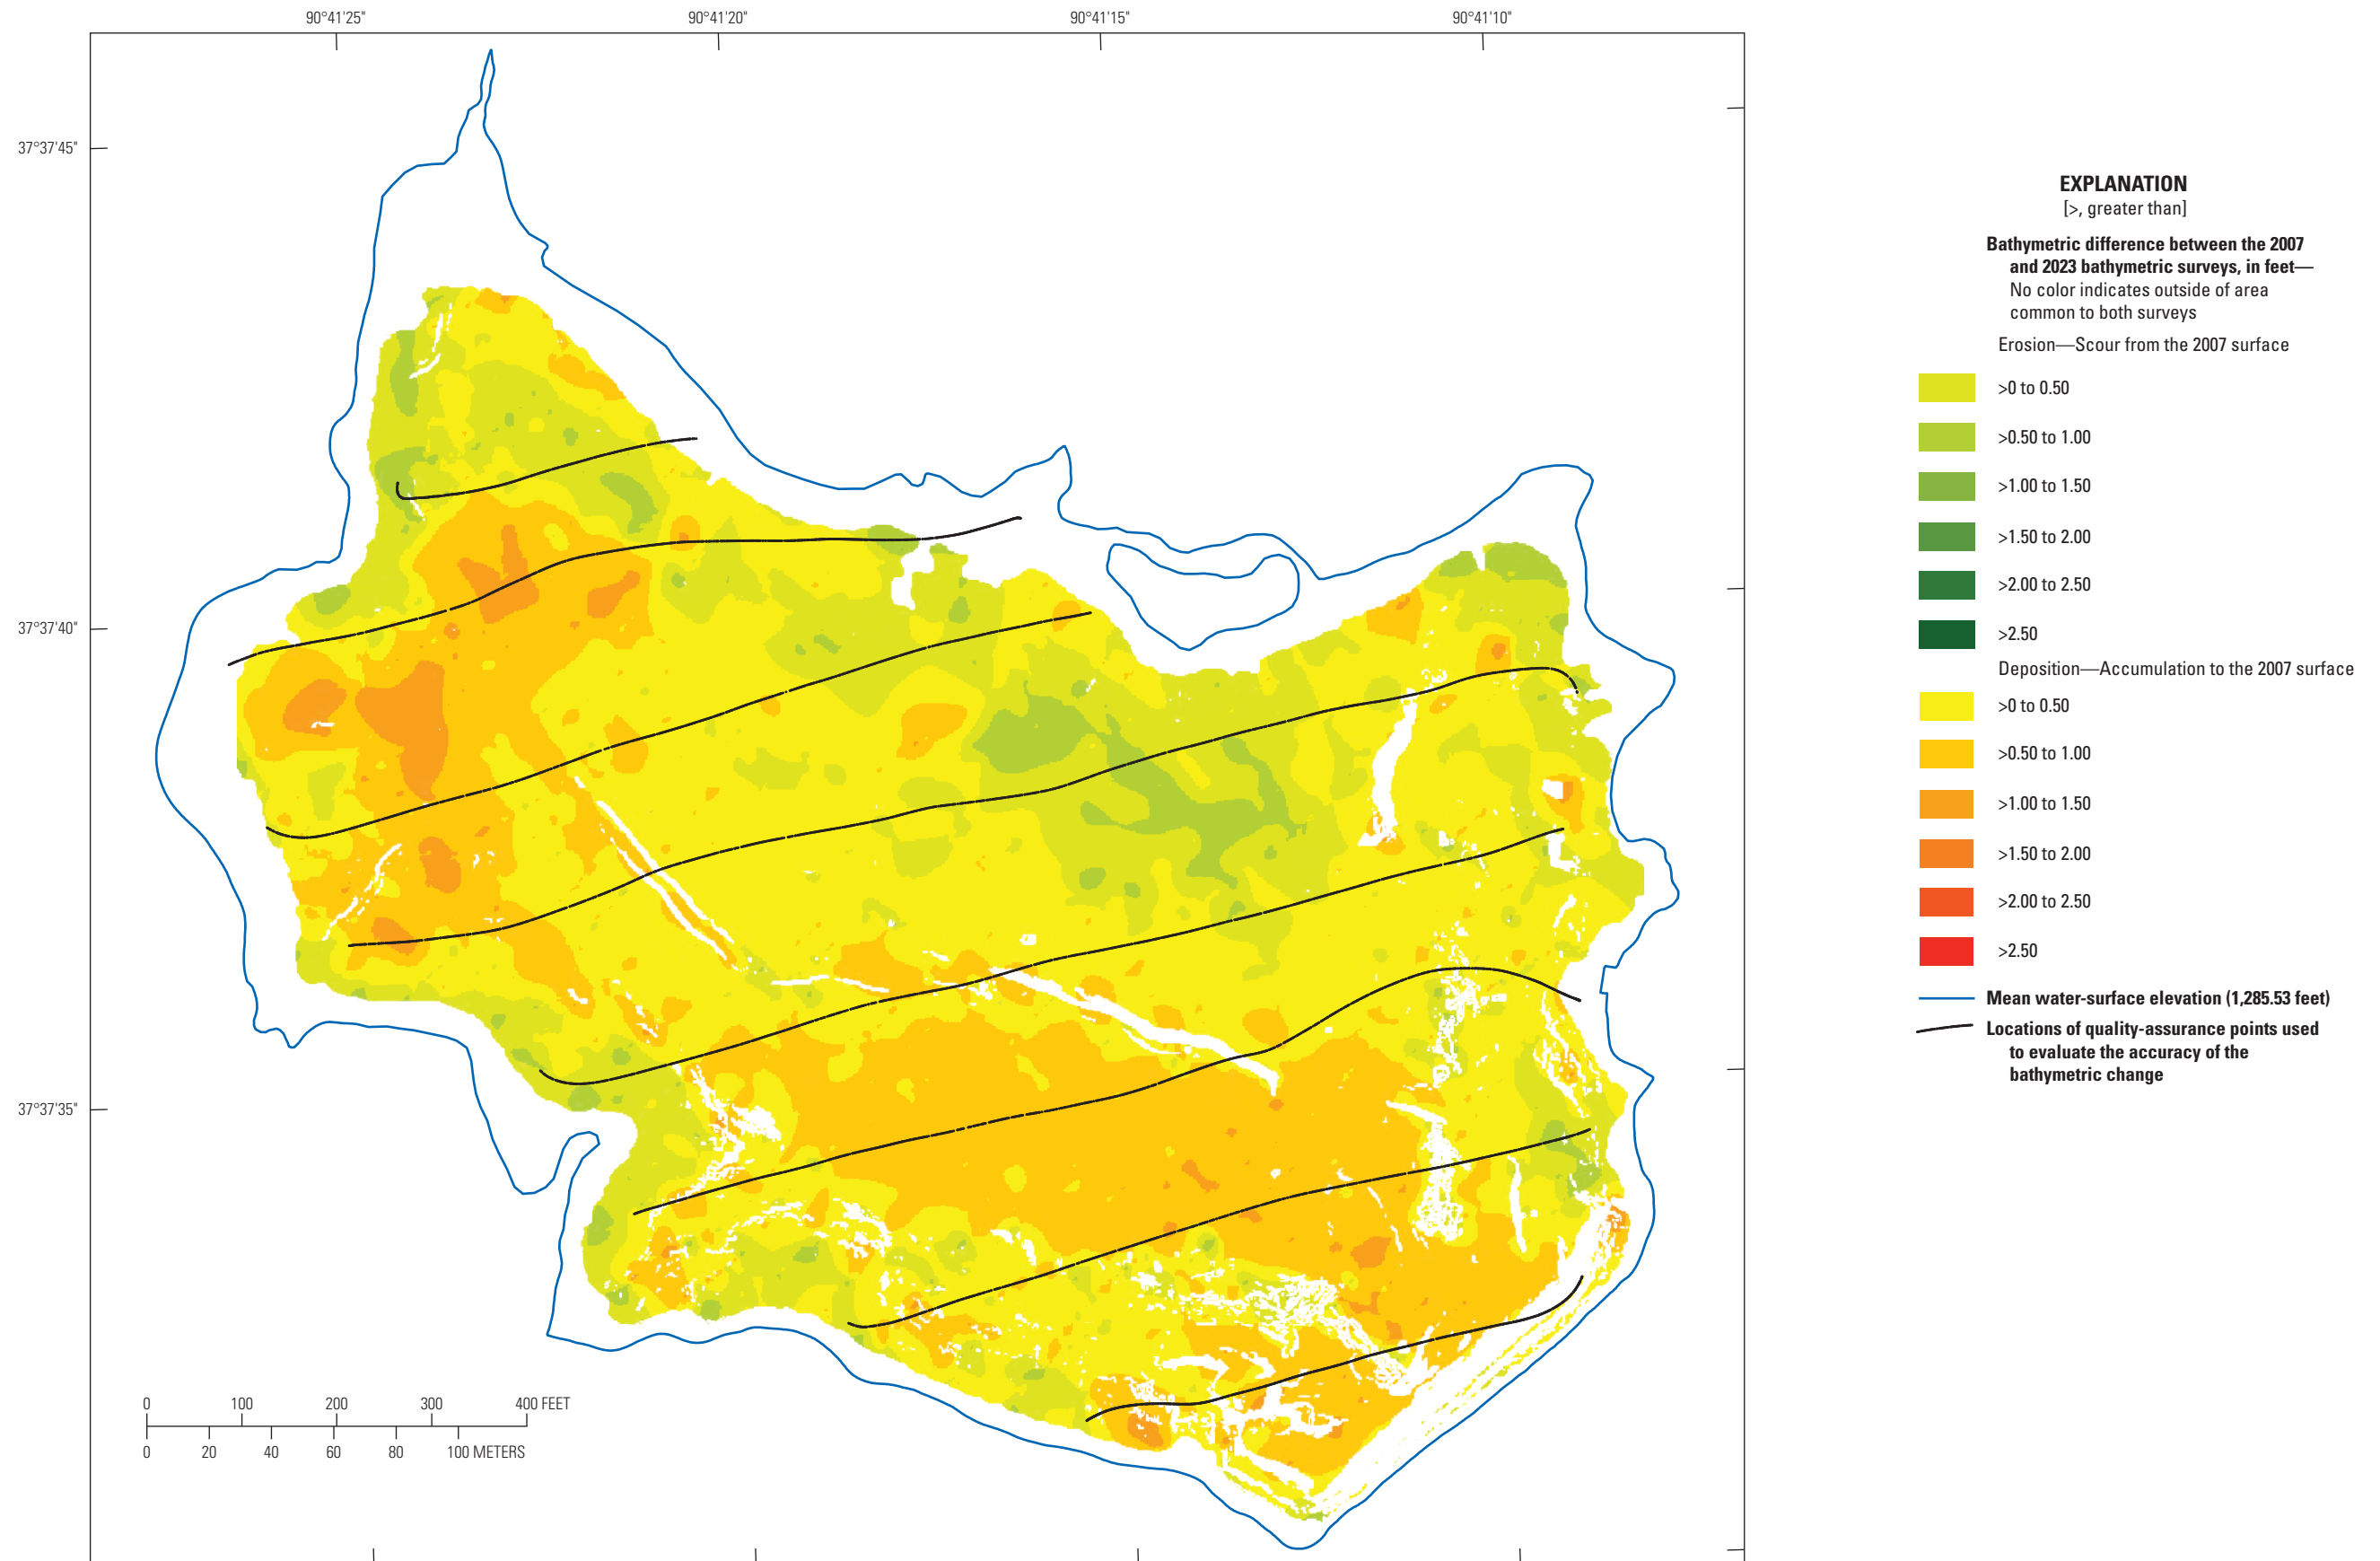 90°41'25" 90°41'20" 90°41'15" 90°41'10"
37°37'45"
37°37'40"
37°37'35"
0 100 200 300 400 FEET
0 20 40 60 80 100 METERS
EXPLANATION
[>, greater than]
Bathymetric difference between the 2007
and 2023 bathymetric surveys, in feet—
No color indicates outside of area
common to both surveys
Erosion—Scour from the 2007 surface
>0 to 0.50
>0.50 to 1.00
>1.00 to 1.50
>1.50 to 2.00
>2.00 to 2.50
>2.50
Deposition—Accumulation to the 2007 surface
>0 to 0.50
>0.50 to 1.00
>1.00 to 1.50
>1.50 to 2.00
>2.00 to 2.50
>2.50
Mean water-surface elevation (1,285.53 feet)
Locations of quality-assurance points used
to evaluate the accuracy of the
bathymetric change